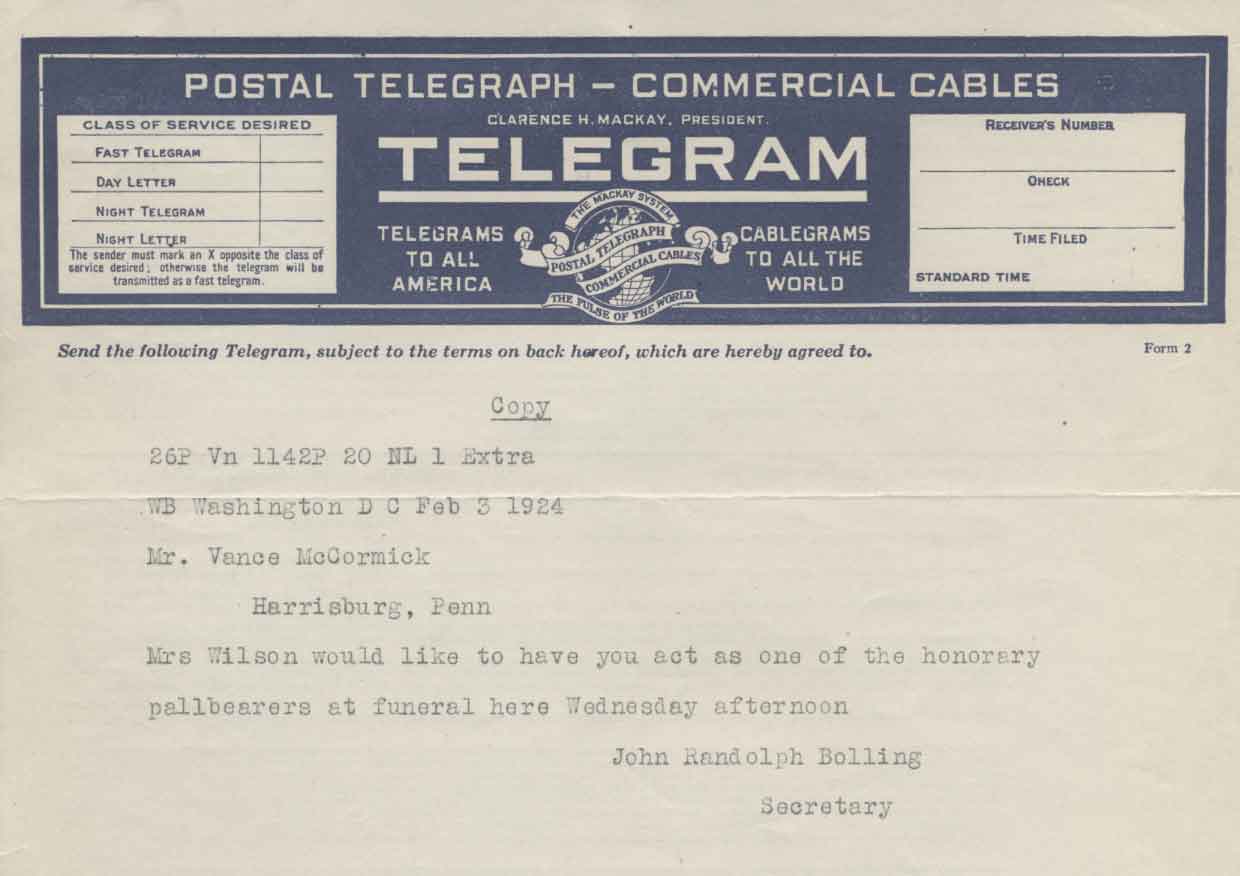 POSTAL TELEGRAPH – COMMERCIAL CABLES
CLARENCE H. MACKAY, PRESIDENT.
TELEGRAM
CLASS OF SERVICE DESIRED
FAST TELEGRAM
DAY LETTER
NIGHT TELEGRAM
NIGHT LETTER
The sender must mark an X opposite the class of
service desired; otherwise the telegram will be
transmitted as a fast telegram.
TELEGRAMS
TO ALL
AMERICA
THE MACKAY SYSTEM
POSTAL TELEGRAPH
COMMERCIAL CABLES
THE PULSE OF THE WORLD
CABLEGRAMS
TO ALL THE
WORLD
RECEIVER'S NUMBER
CHECK
TIME FILED
STANDARD TIME
Send the following Telegram, subject to the terms on back hereof, which are hereby agreed to.
Form 2
Copy
26P Vn 1142P 20 NL 1 Extra
WB Washington D C Feb 3 1924
Mr. Vance McCormick
Harrisburg, Penn
Mrs Wilson would like to have you act as one of the honorary
pallbearers at funeral here Wednesday afternoon
John Randolph Bolling
Secretary